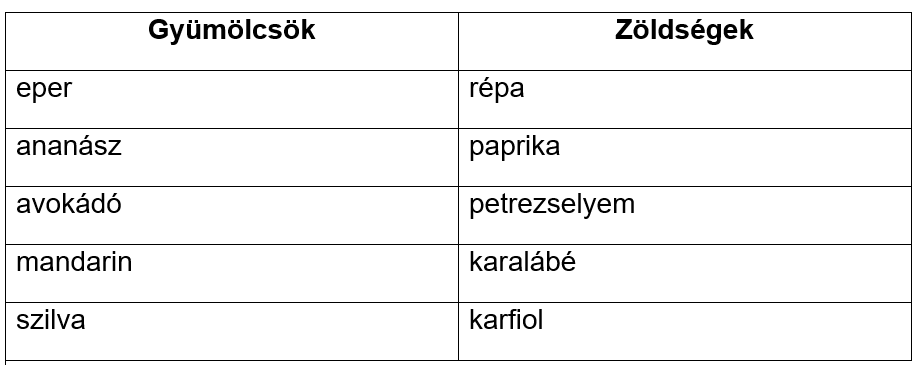 Gyümölcsök Zöldségek
eper répa
ananász paprika
avokádó petrezselyem
mandarin karalábé
szilva karfiol